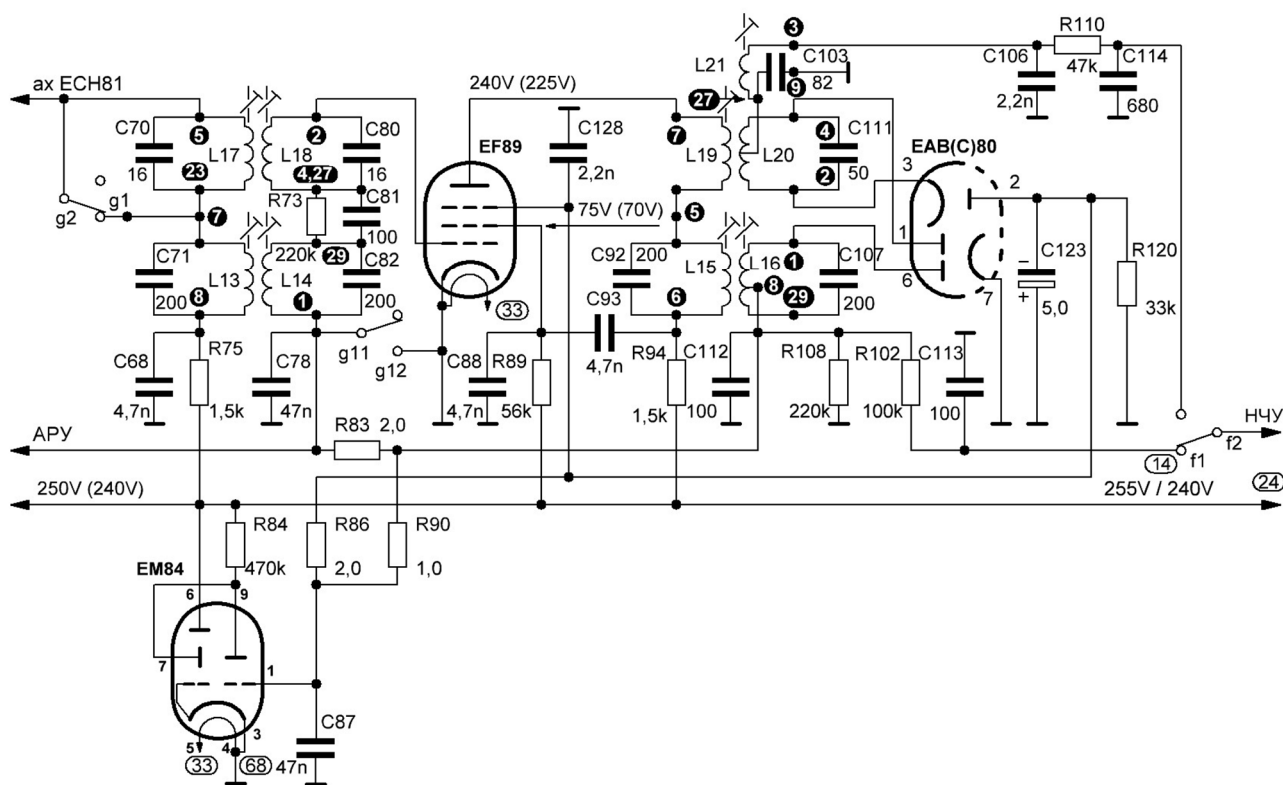 ax ECH81
C70
16
5
L17
23
g1
g2
7
2
L18
C80
16
4,27
R73
C81
100
220k
29
C71
200
L13
8
L14
1
C82
200
g11
g12
C68
4,7n
R75
1,5k
C78
47n
240V (225V)
EF89
C128
2,2n
75V (70V)
33
C88
4,7n
R89
56k
C93
4,7n
C92
200
L15
6
R94
1,5k
3
L21
C103
82
9
27
7
L19
L20
4
C111
50
2
5
L16
1
C107
200
8
29
C112
100
R108
220k
R102
100k
C113
100
C106
2,2n
R110
47k
C114
680
EAB(C)80
3
2
1
6
7
C123
−
+
5,0
R120
33k
АРУ
R83 2,0
НЧУ
f2
f1
14
250V (240V)
255V / 240V
24
R84
470k
R86
2,0
R90
1,0
EM84
6
9
7
1
3
5
4
33
68
C87
47n